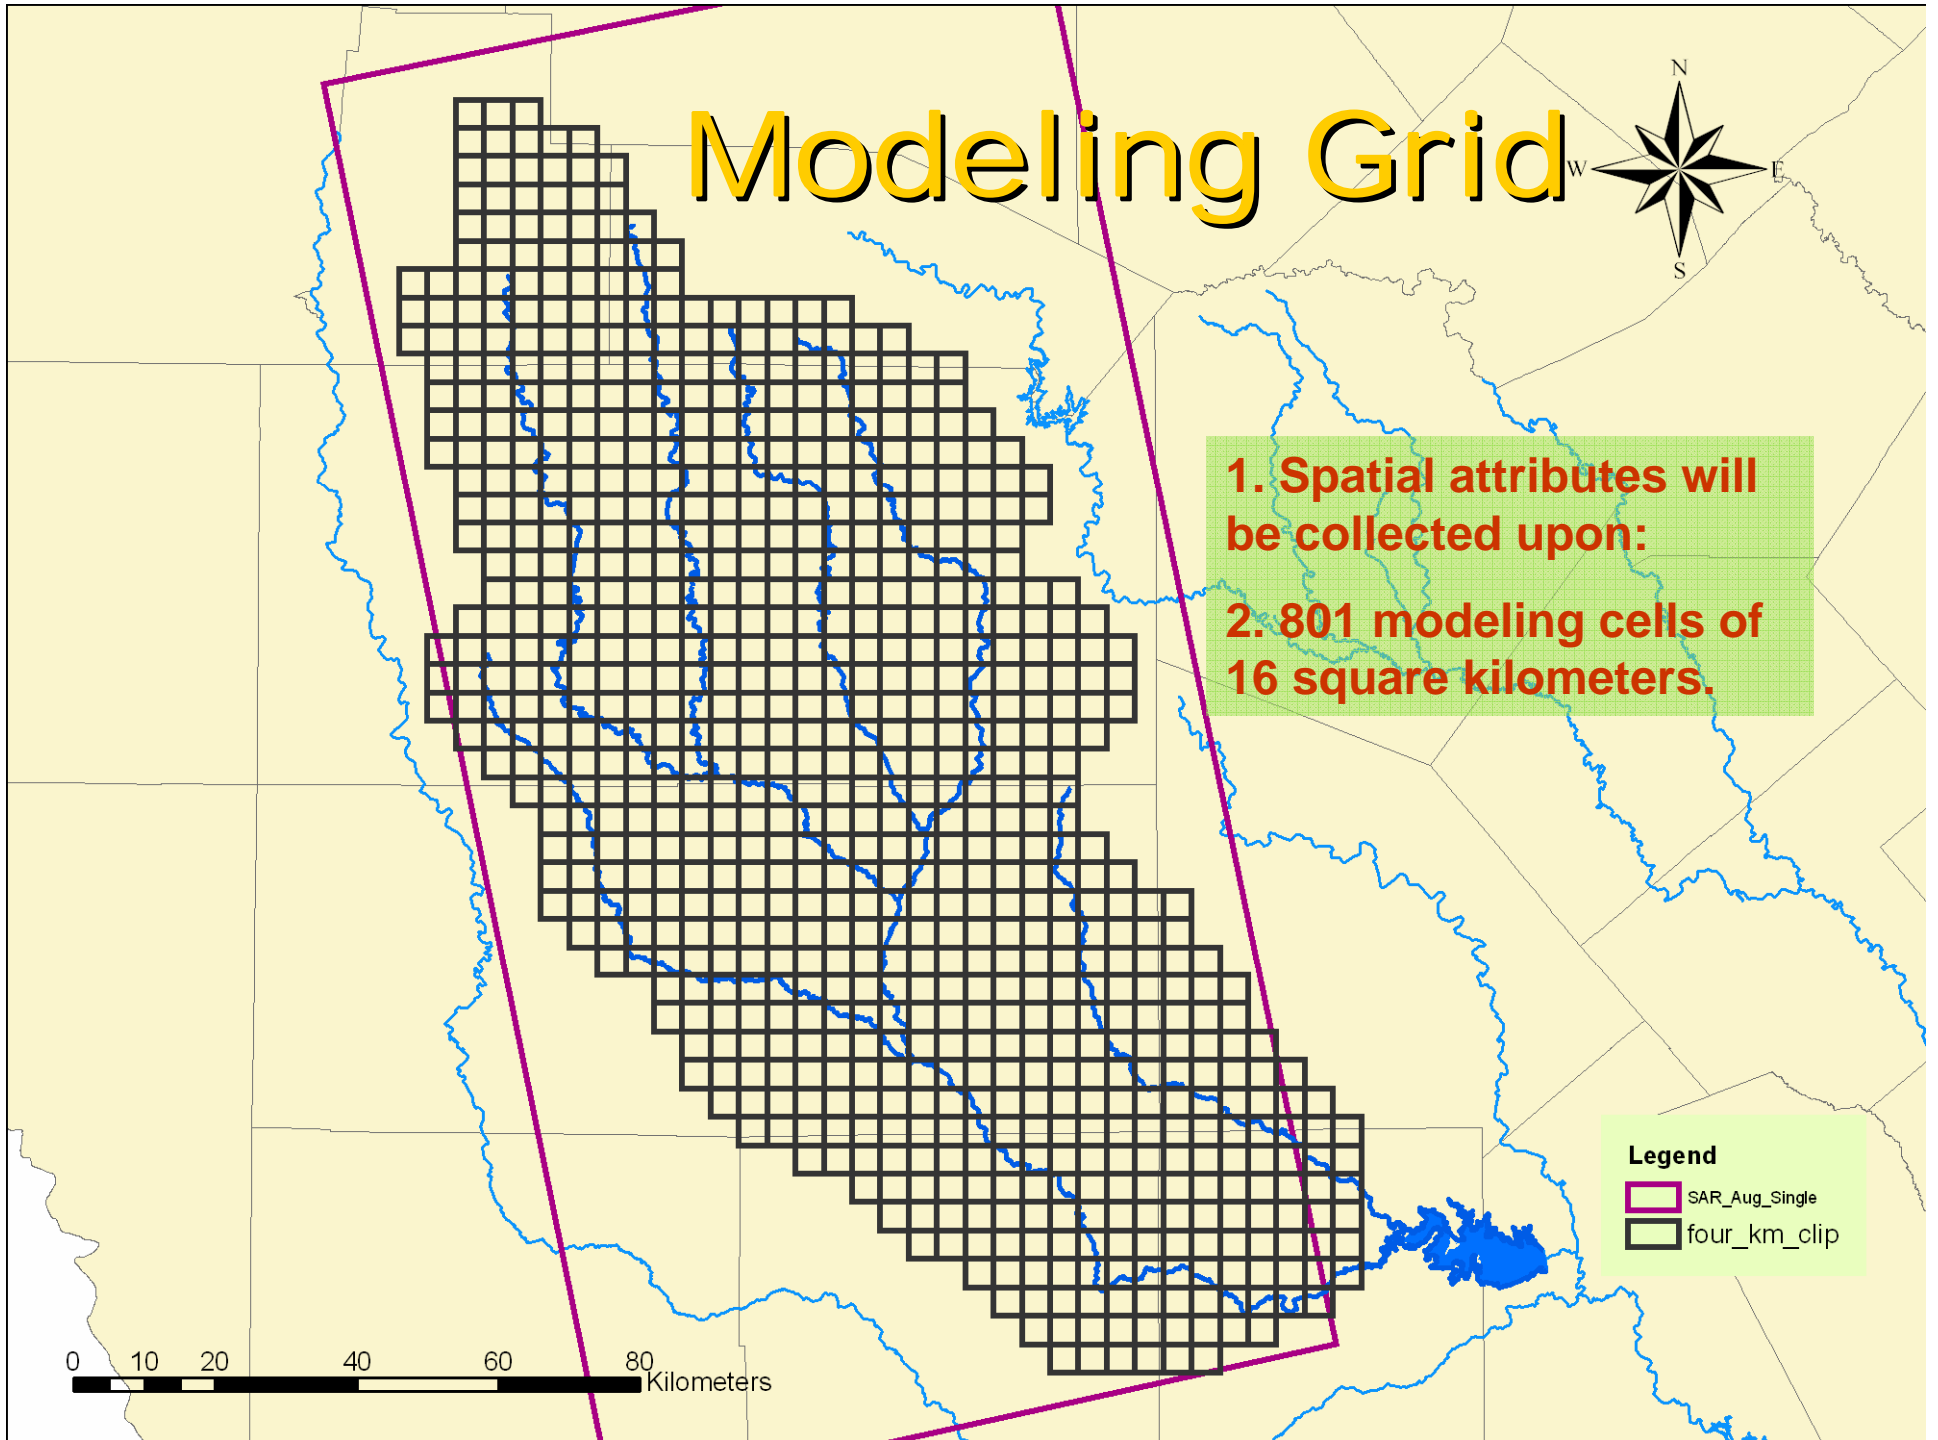 Modeling Grid
N
W
E
S
1. Spatial attributes will
be collected upon:
2. 801 modeling cells of
16 square kilometers.
Legend
SAR_Aug_Single
four_km_clip
0 10 20 40 60 80
Kilometers